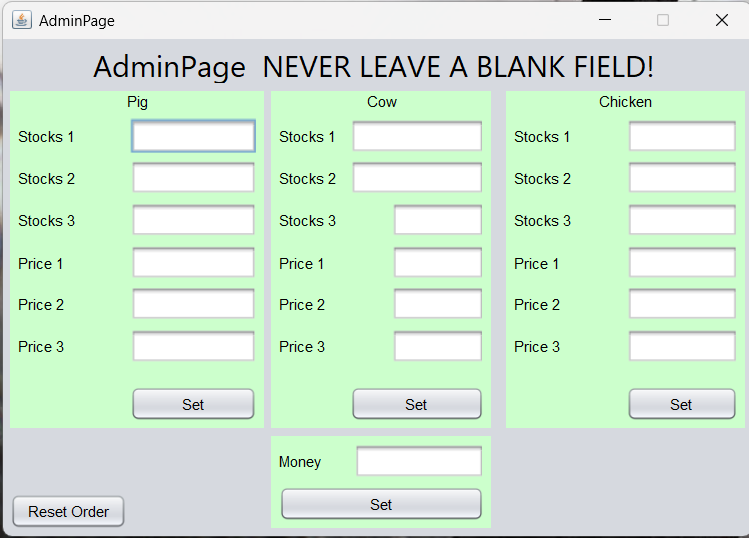 AdminPage
AdminPage NEVER LEAVE A BLANK FIELD!
Pig
Stocks 1
Stocks 2
Stocks 3
Price 1
Price 2
Price 3
Set
Cow
Stocks 1
Stocks 2
Stocks 3
Price 1
Price 2
Price 3
Set
Chicken
Stocks 1
Stocks 2
Stocks 3
Price 1
Price 2
Price 3
Set
Money
Set
Reset Order